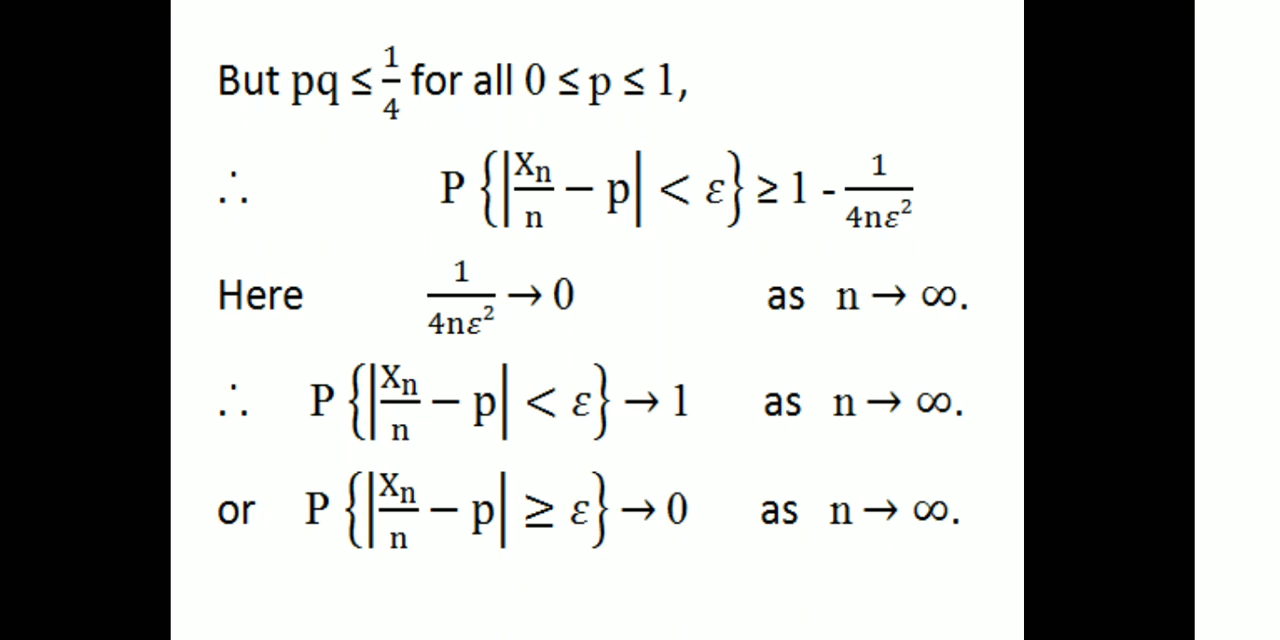 But pq ≤ 1/4 for all 0 ≤ p ≤ 1,
∴ P {|Xn/n − p| < ε} ≥ 1 - 1/4nε²
Here 1/4nε² → 0 as n → ∞.
∴ P {|Xn/n − p| < ε} → 1 as n → ∞.
or P {|Xn/n − p| ≥ ε} → 0 as n → ∞.